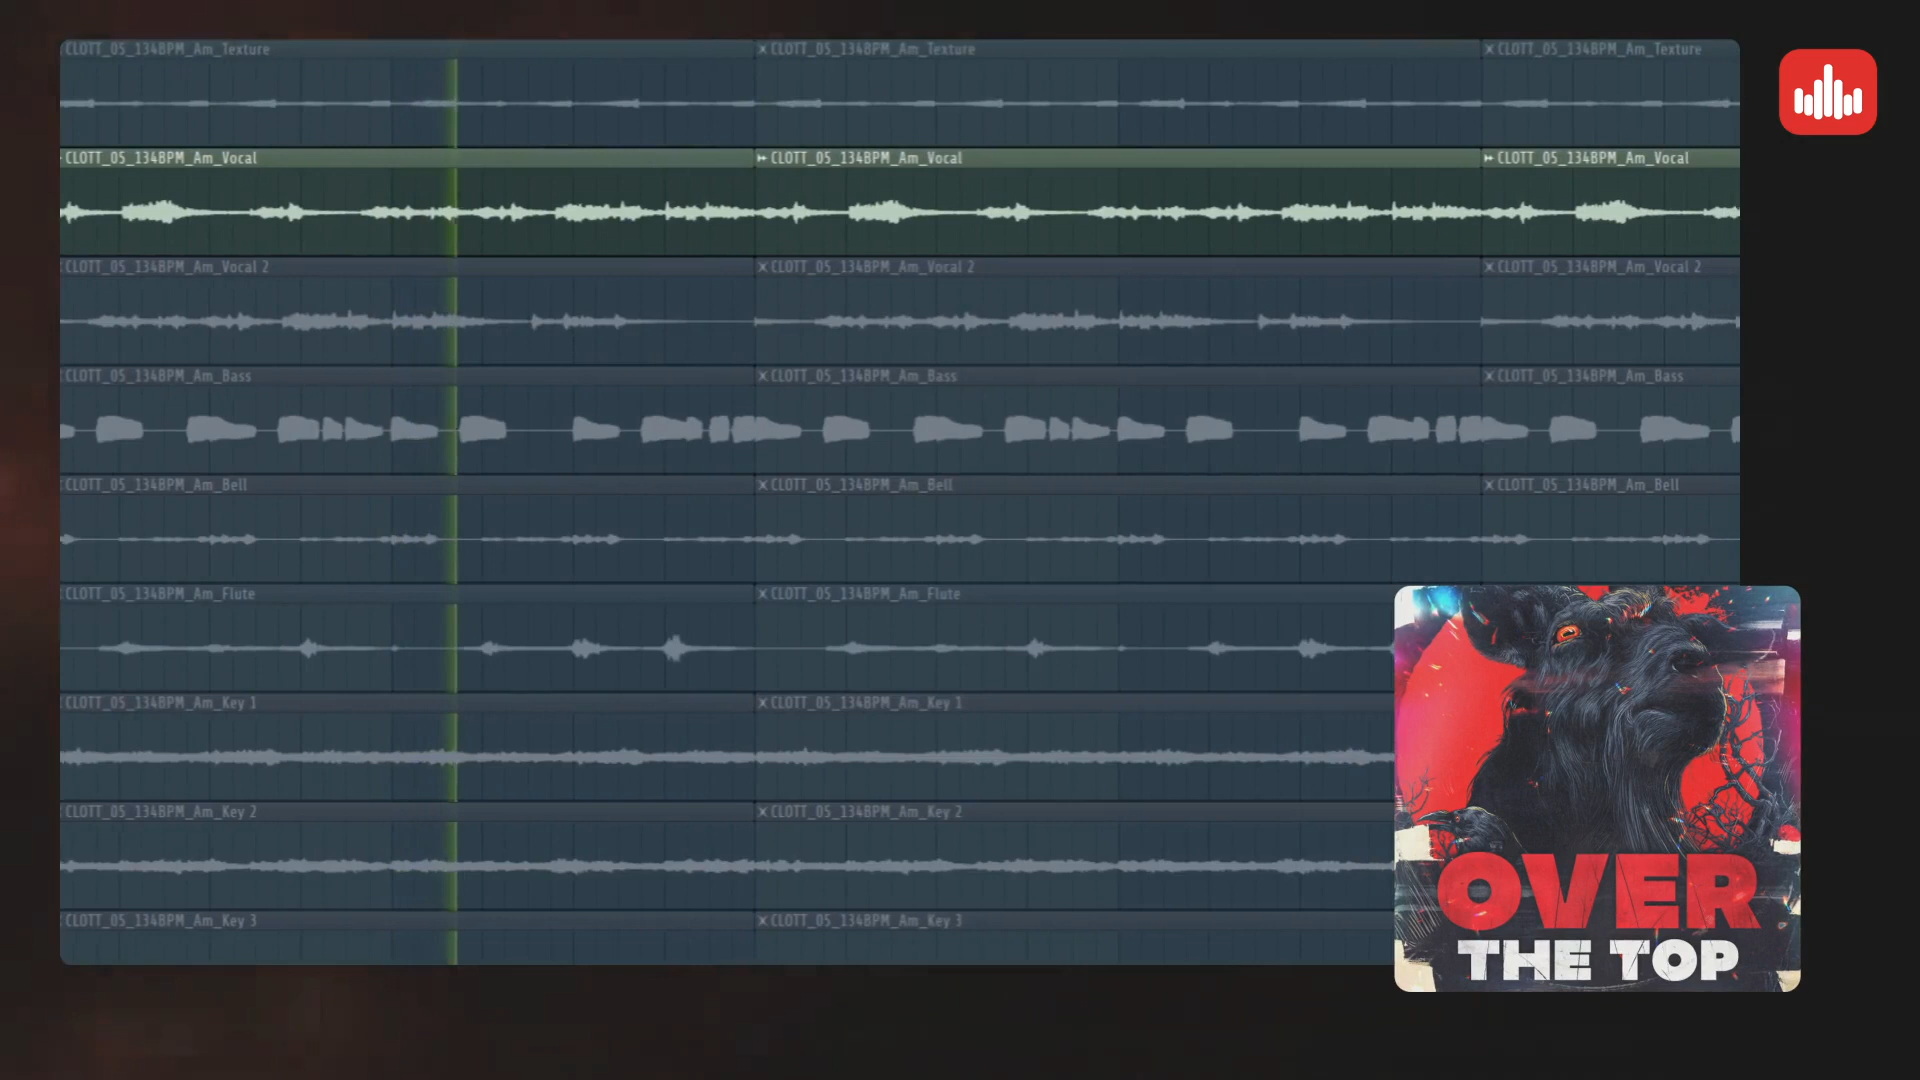 CLOTT_05_134BPM_Am_Texture CLOTT_05_134BPM_Am_Texture CLOTT_05_134BPM_Am_Texture
CLOTT_05_134BPM_Am_Vocal CLOTT_05_134BPM_Am_Vocal CLOTT_05_134BPM_Am_Vocal
CLOTT_05_134BPM_Am_Vocal 2 CLOTT_05_134BPM_Am_Vocal 2 CLOTT_05_134BPM_Am_Vocal 2
CLOTT_05_134BPM_Am_Bass CLOTT_05_134BPM_Am_Bass CLOTT_05_134BPM_Am_Bass
CLOTT_05_134BPM_Am_Bell CLOTT_05_134BPM_Am_Bell CLOTT_05_134BPM_Am_Bell
CLOTT_05_134BPM_Am_Flute CLOTT_05_134BPM_Am_Flute
CLOTT_05_134BPM_Am_Key 1 CLOTT_05_134BPM_Am_Key 1
CLOTT_05_134BPM_Am_Key 2 CLOTT_05_134BPM_Am_Key 2
CLOTT_05_134BPM_Am_Key 3 CLOTT_05_134BPM_Am_Key 3
OVER
THE TOP